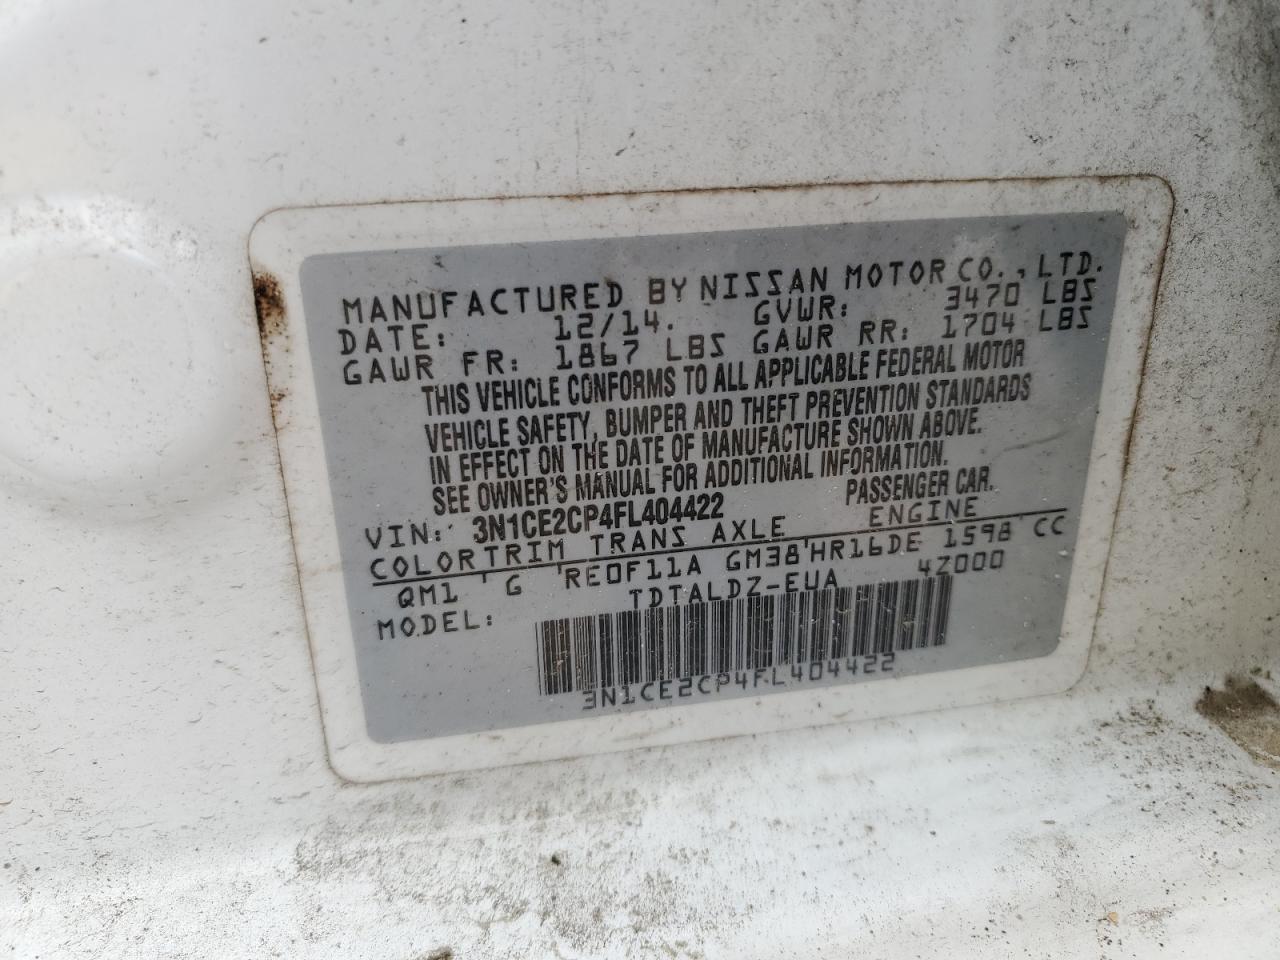 MANUFACTURED BY NISSAN MOTOR CO., LTD.
DATE: 12/14. GVWR: 3470 LBS
GAWR FR: 1867 LBS GAWR RR: 1704 LBS
THIS VEHICLE CONFORMS TO ALL APPLICABLE FEDERAL MOTOR
VEHICLE SAFETY, BUMPER AND THEFT PREVENTION STANDARDS
IN EFFECT ON THE DATE OF MANUFACTURE SHOWN ABOVE.
SEE OWNER'S MANUAL FOR ADDITIONAL INFORMATION.
VIN: 3N1CE2CP4FL404422 PASSENGER CAR.
COLOR TRIM TRANS AXLE ENGINE
QM1 ' G ' RE0F11A GM38 ' HR16DE 1598 CC
MODEL: TDTALDZ-EUA 4Z000
3N1CE2CP4FL404422